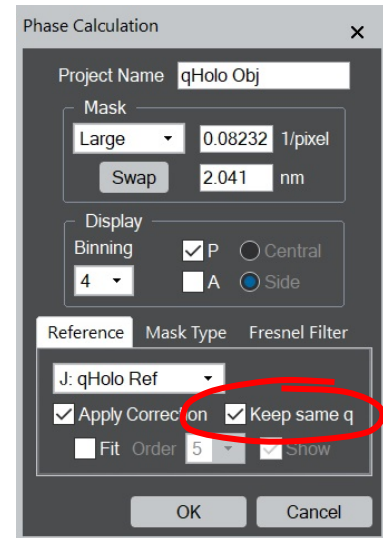 Phase Calculation
Project Name qHolo Obj
Mask
Large 0.08232 1/pixel
Swap 2.041 nm
Display
Binning P Central
4 A Side
Reference Mask Type Fresnel Filter
J: qHolo Ref
Apply Correction Keep same q
Fit Order 5 Show
OK Cancel